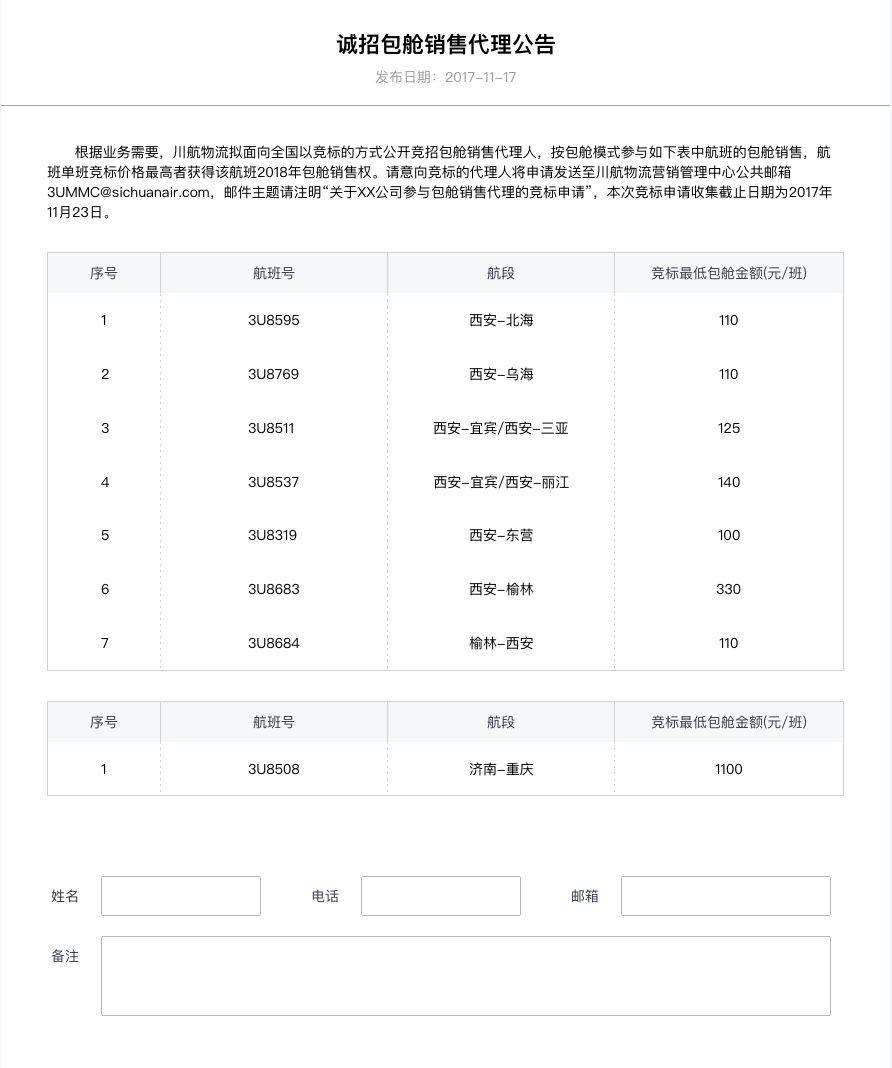 诚招包舱销售代理公告
发布日期：2017-11-17
根据业务需要，川航物流拟面向全国以竞标的方式公开竞招包舱销售代理人，按包舱模式参与如下表中航班的包舱销售，航
班单班竞标价格最高者获得该航班2018年包舱销售权。请意向竞标的代理人将申请发送至川航物流营销管理中心公共邮箱
3UMMC@sichuanair.com，邮件主题请注明“关于XX公司参与包舱销售代理的竞标申请”，本次竞标申请收集截止日期为2017年
11月23日。
序号 航班号 航段 竞标最低包舱金额(元/班)
1 3U8595 西安-北海 110
2 3U8769 西安-乌海 110
3 3U8511 西安-宜宾/西安-三亚 125
4 3U8537 西安-宜宾/西安-丽江 140
5 3U8319 西安-东营 100
6 3U8683 西安-榆林 330
7 3U8684 榆林-西安 110
序号 航班号 航段 竞标最低包舱金额(元/班)
1 3U8508 济南-重庆 1100
姓名 电话 邮箱
备注